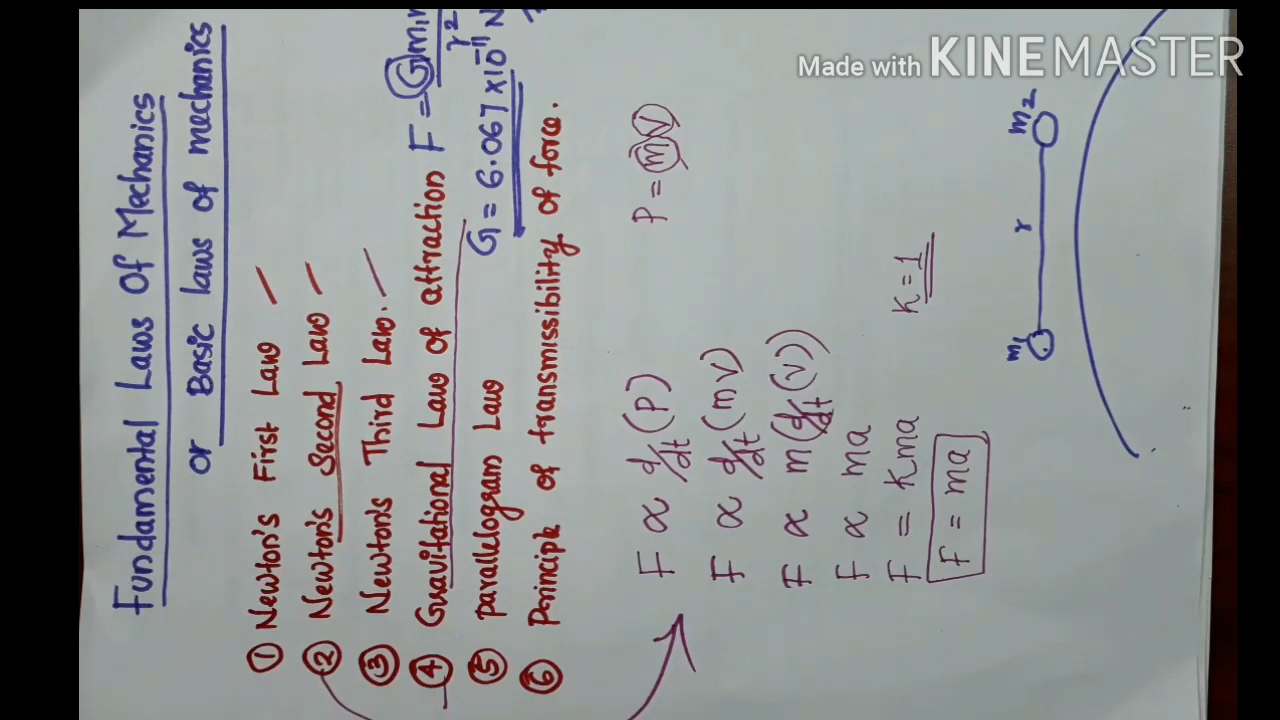 Fundamental Laws Of Mechanics
or Basic laws of mechanics
① Newton's First Law
② Newton's Second Law
③ Newton's Third Law.
④ Gravitational Law of attraction F = Gm₁
r²
G = 6.067 x 10⁻¹¹ N
⑤ parallelogram Law
⑥ Principle of transmissibility of force.
F ∝ d/dt (P)
P = mv
F ∝ d/dt (mv)
F ∝ m(d/dt (v))
F ∝ ma
F = Kma
K = 1
F = ma
m₁
r
m₂
Made with KINEMASTER